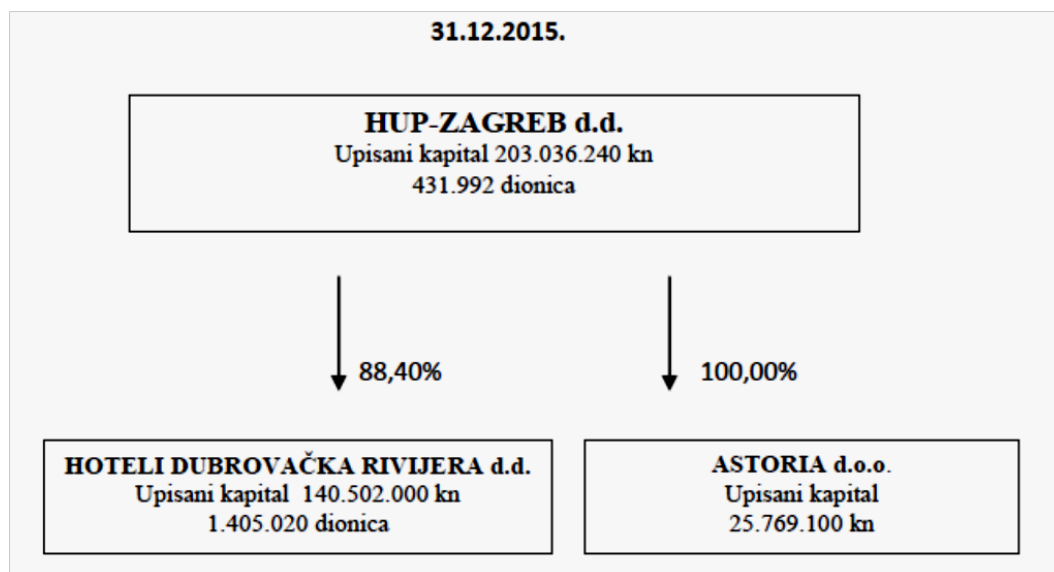 31.12.2015.
HUP-ZAGREB d.d.
Upisani kapital 203.036.240 kn
431.992 dionica
88,40%
100,00%
HOTELI DUBROVAČKA RIVIJERA d.d.
Upisani kapital 140.502.000 kn
1.405.020 dionica
ASTORIA d.o.o.
Upisani kapital
25.769.100 kn